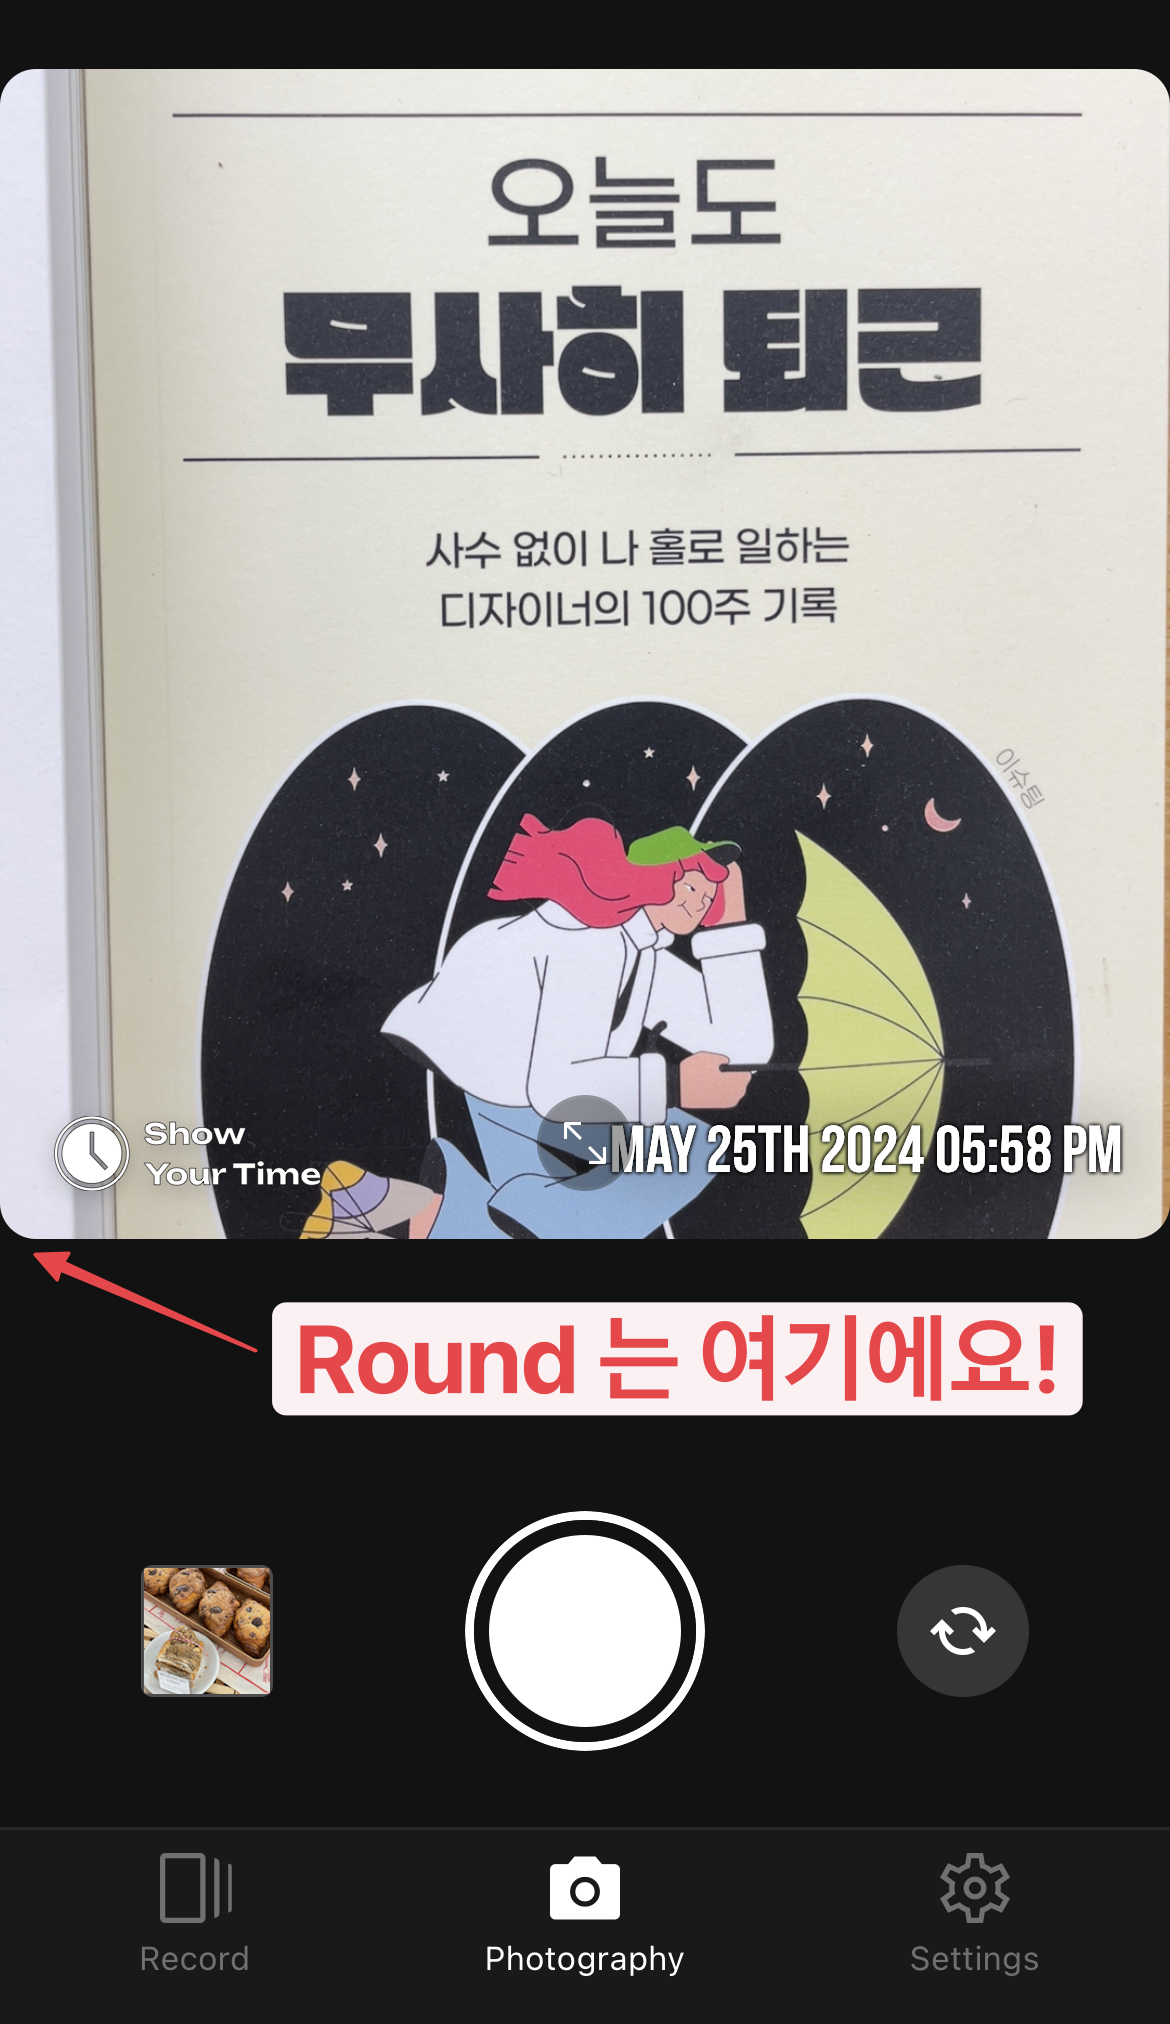 오늘도
무사히 퇴근
사수 없이 나 홀로 일하는
디자이너의 100주 기록
이슈팅
Show
Your Time
MAY 25TH 2024 05:58 PM
Round 는 여기에요!
Record
Photography
Settings